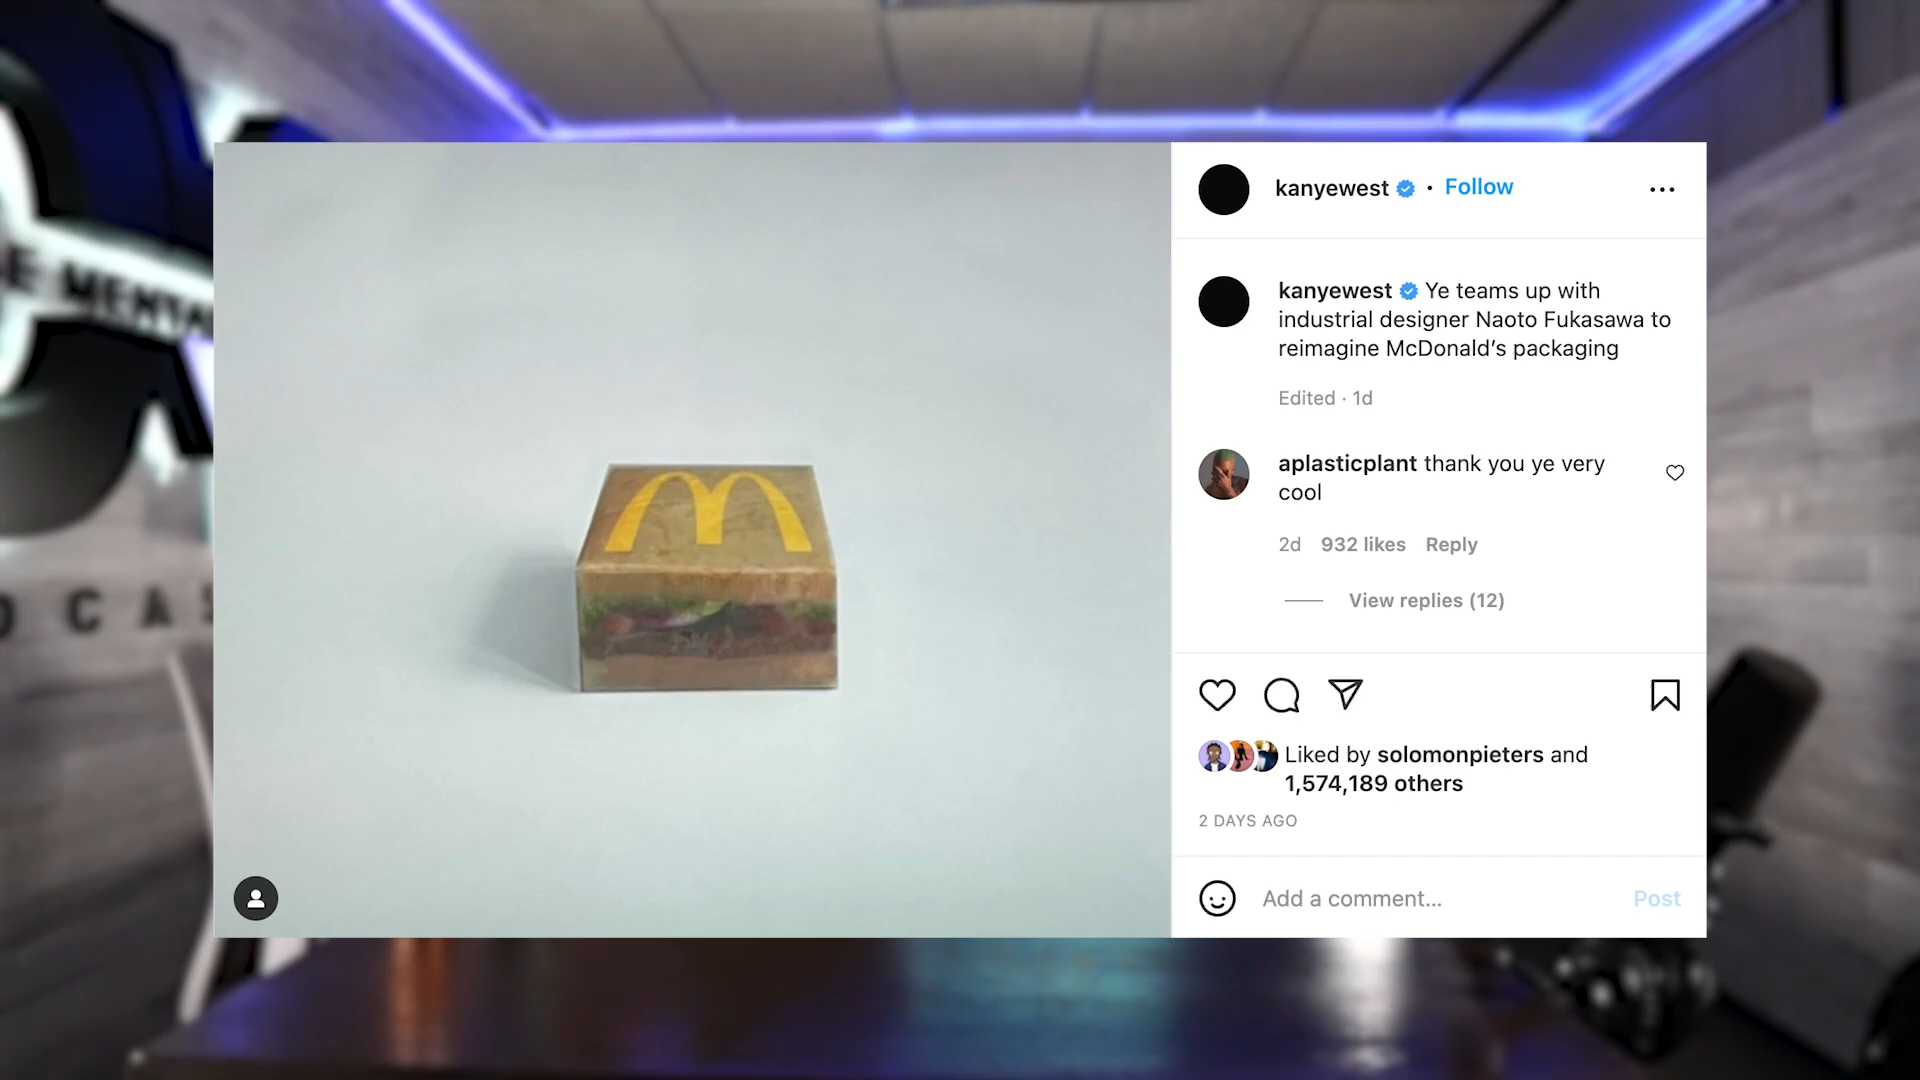 kanyewest • Follow
kanyewest Ye teams up with
industrial designer Naoto Fukasawa to
reimagine McDonald’s packaging
Edited · 1d
aplasticplant thank you ye very
cool
2d 932 likes Reply
View replies (12)
Liked by solomonpieters and
1,574,189 others
2 DAYS AGO
Add a comment... Post